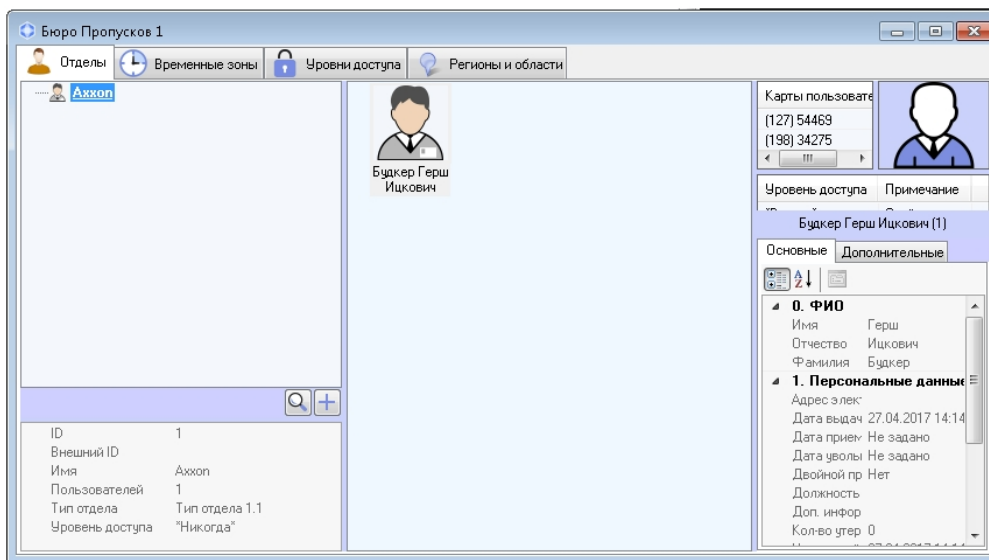 Бюро Пропусков 1
Отделы
Временные зоны
Уровни доступа
Регионы и области
Axxon
Будкер Герш
Ицкович
Карты пользовате
(127) 54469
(198) 34275
Уровень доступа Примечание
Будкер Герш Ицкович (1)
Основные Дополнительные
0. ФИО
Имя Герш
Отчество Ицкович
Фамилия Будкер
1. Персональные данные
Адрес элек
Дата выдач 27.04.2017 14:14
Дата прием Не задано
Дата уволы Не задано
Двойной пр Нет
Должность
Доп. инфор
Кол-во утер 0
ID 1
Внешний ID
Имя Axxon
Пользователей 1
Тип отдела Тип отдела 1.1
Уровень доступа "Никогда"